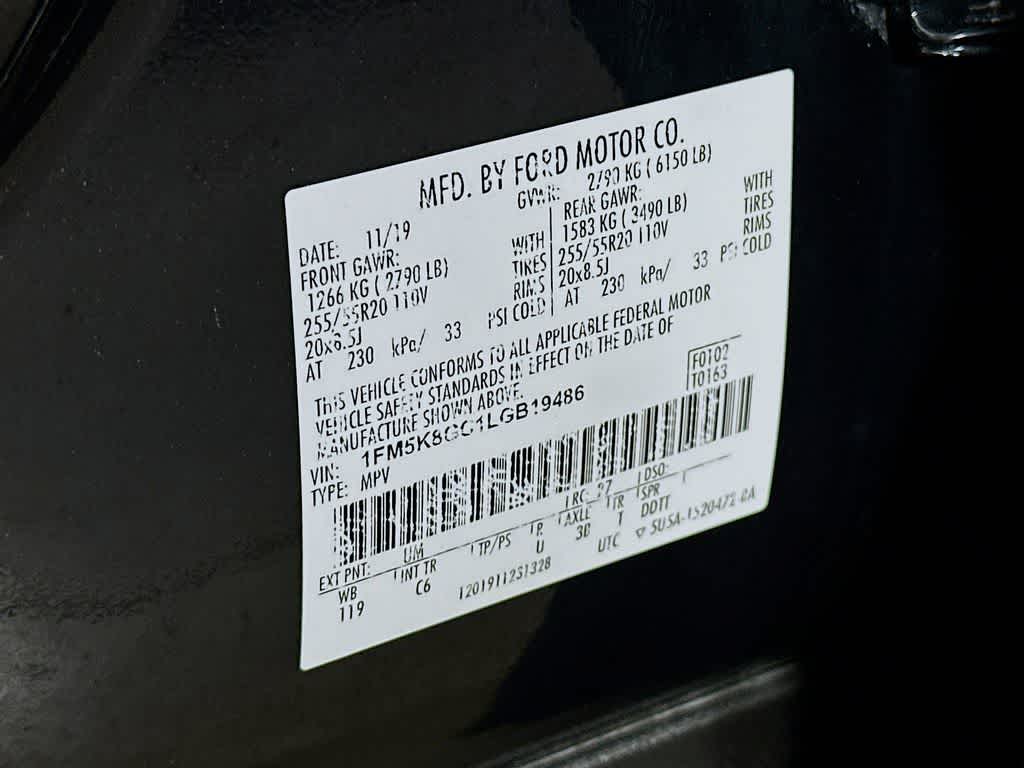 MFD. BY FORD MOTOR CO.
DATE: 11/19
GVWR: 2790 KG ( 6150 LB)
FRONT GAWR:
1266 KG ( 2790 LB) WITH
255/55R20 110V TIRES
20x8.5J RIMS
AT 230 kPa/ 33 PSI COLD
REAR GAWR:
1583 KG ( 3490 LB) WITH
255/55R20 110V TIRES
20x8.5J RIMS
AT 230 kPa/ 33 PSI COLD
THIS VEHICLE CONFORMS TO ALL APPLICABLE FEDERAL MOTOR
VEHICLE SAFETY STANDARDS IN EFFECT ON THE DATE OF
MANUFACTURE SHOWN ABOVE.
F0102
T0163
VIN: 1FM5K8GC1LGB19486
TYPE: MPV
EXT PNT: UM RC: 27 DSO:
WB INT TR TP/PS R AXLE TR SPR
119 C6 U 3D T DDTT
1201911231328 UTC ▽ 5U5A-1520472-BA